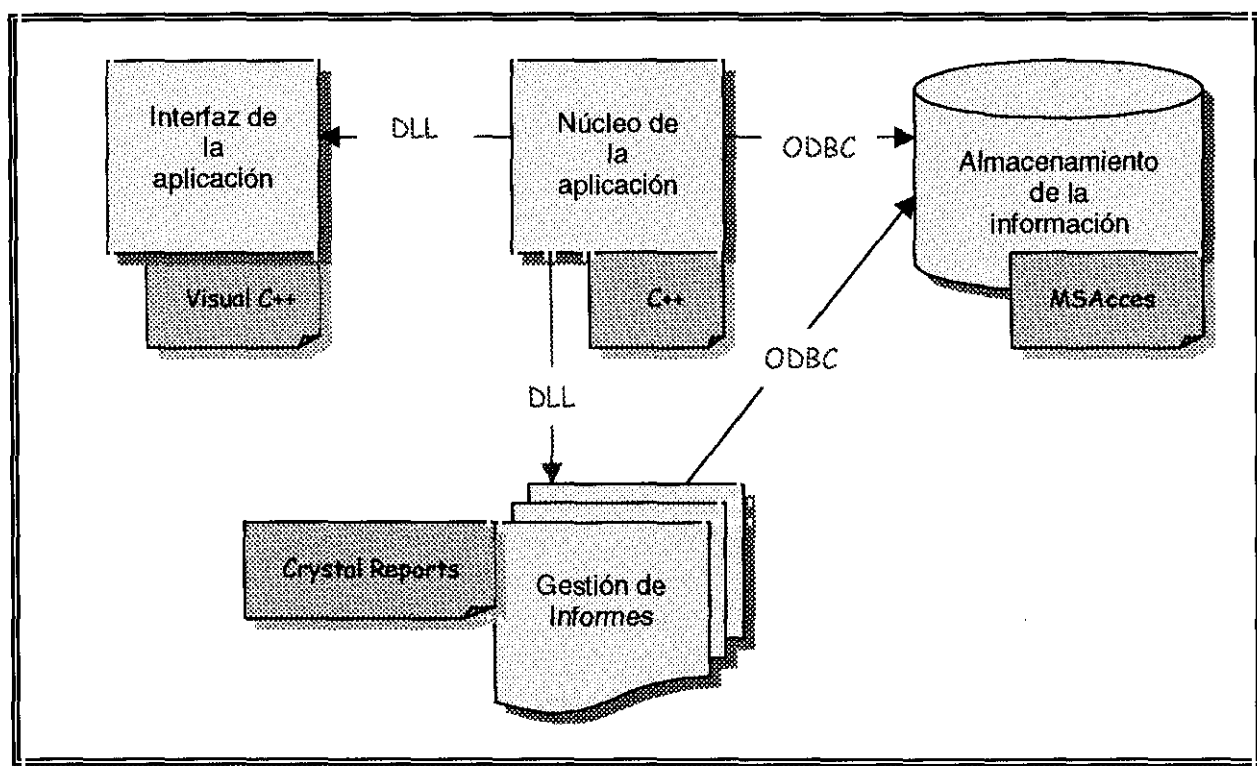 Interfaz de
la
aplicación
DLL
Núcleo de
la
aplicación
ODBC
Almacenamiento
de la
información
Visual C++
C++
MSAcces
ODBC
DLL
Crystal Reports
Gestión de
Informes